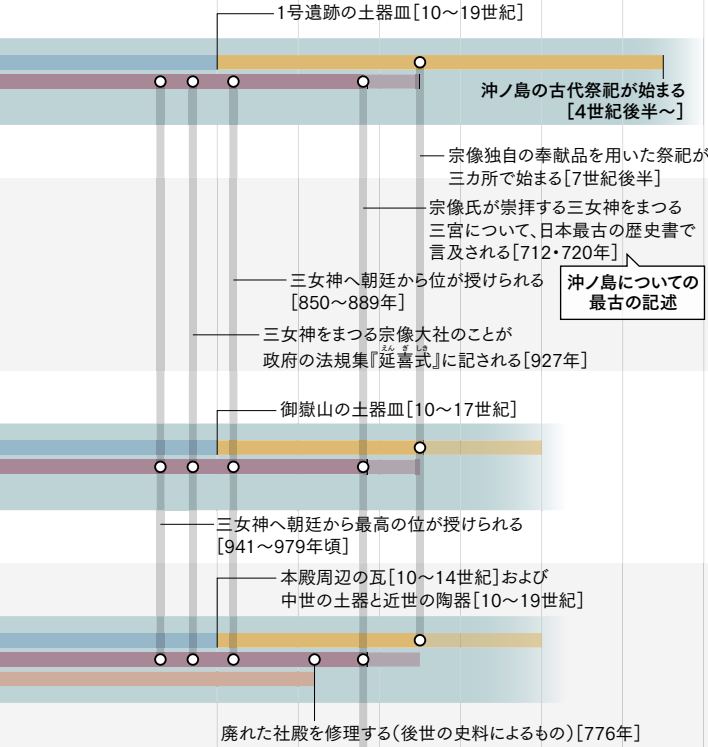 1号遺跡の土器皿[10〜19世紀]
沖ノ島の古代祭祀が始まる
[4世紀後半〜]
宗像独自の奉献品を用いた祭祀が
三カ所で始まる[7世紀後半]
宗像氏が崇拝する三女神をまつる
三宮について、日本最古の歴史書で
言及される[712・720年]
沖ノ島についての
最古の記述
三女神へ朝廷から位が授けられる
[850〜889年]
三女神をまつる宗像大社のことが
えん ぎ しき
政府の法規集『延喜式』に記される[927年]
御嶽山の土器皿[10〜17世紀]
三女神へ朝廷から最高の位が授けられる
[941〜979年頃]
本殿周辺の瓦[10〜14世紀]および
中世の土器と近世の陶器[10〜19世紀]
廃れた社殿を修理する(後世の史料によるもの)[776年]